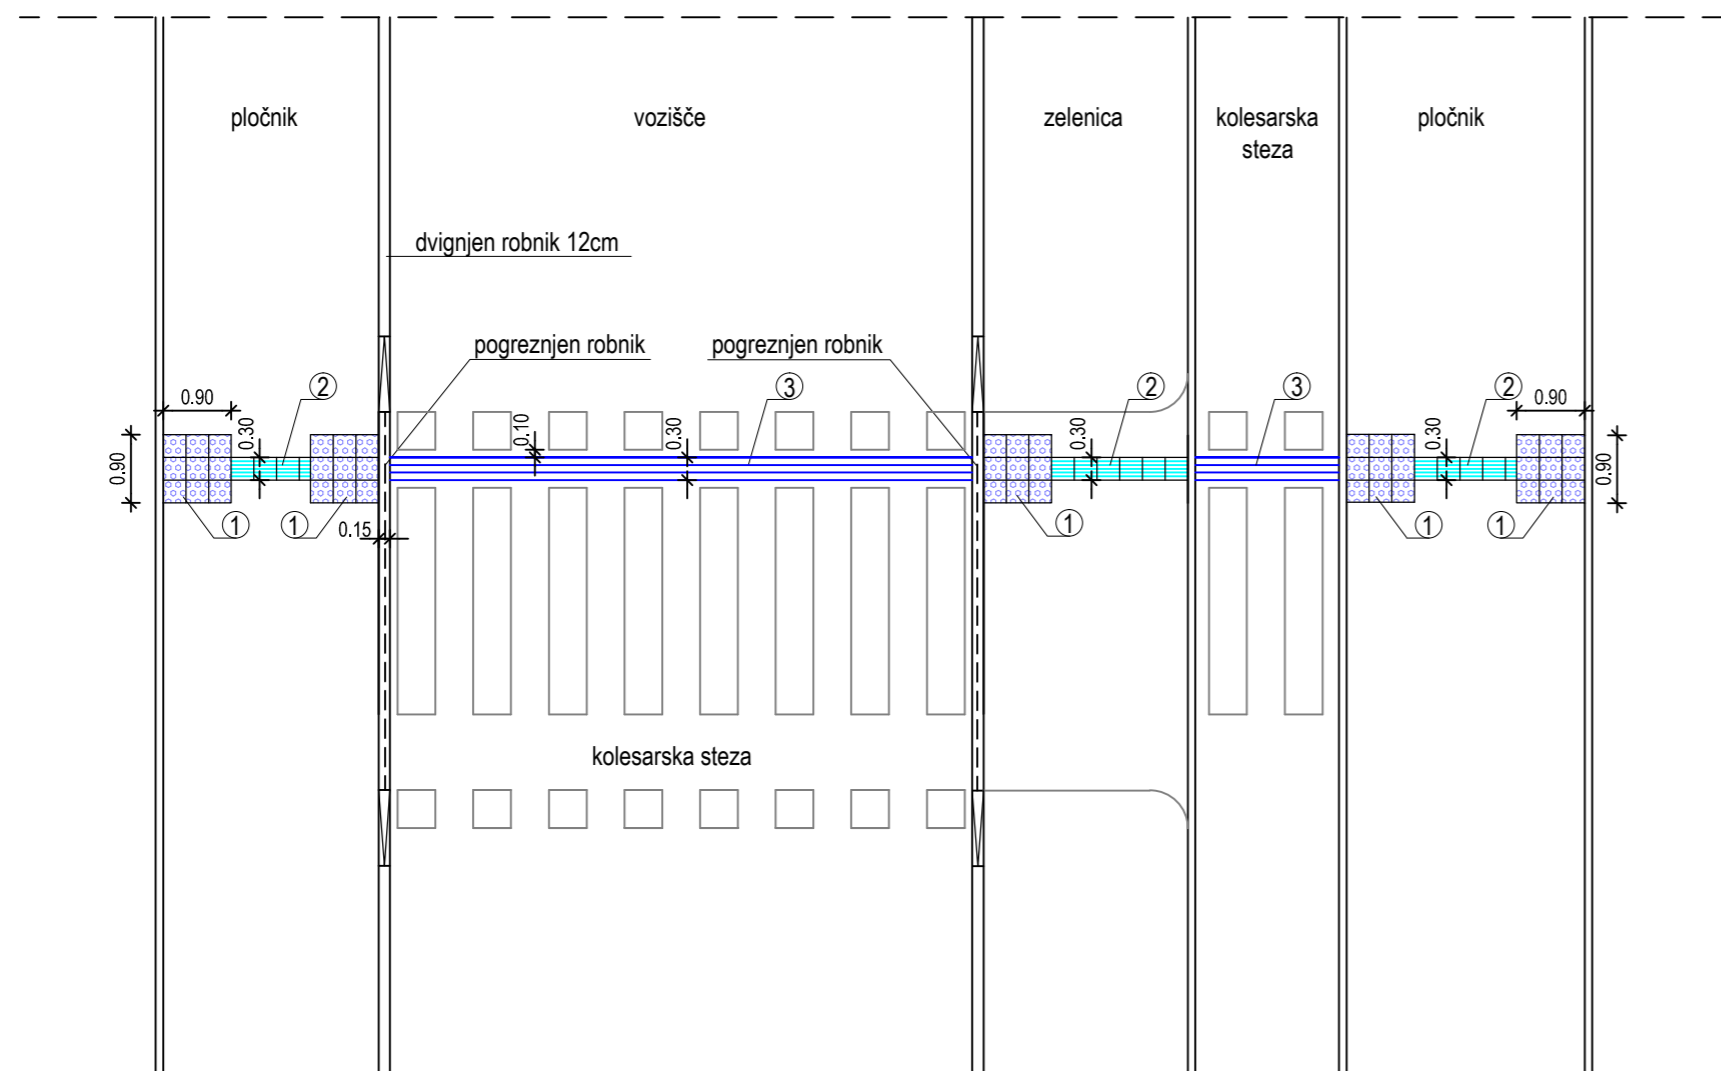 pločnik
vozišče
zelenica
kolesarska
steza
pločnik
dvignjen robnik 12cm
pogreznjen robnik
pogreznjen robnik
0.90
2
3
2
3
2
0.90
0.90
0.30
0.10
0.30
0.30
0.30
0.90
1
1
0.15
1
1
1
kolesarska steza